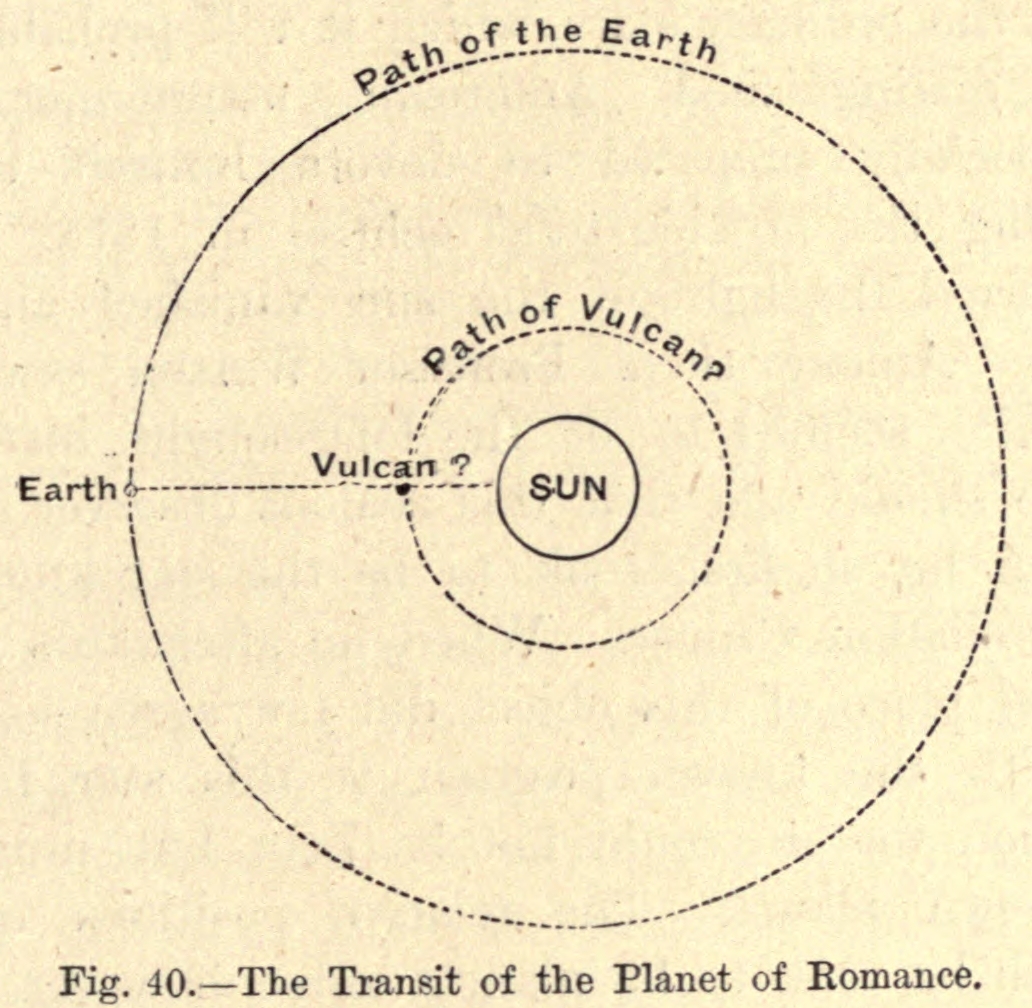 Path of the Earth
Path of Vulcan?
Vulcan ?
Earth
SUN
Fig. 40.—The Transit of the Planet of Romance.